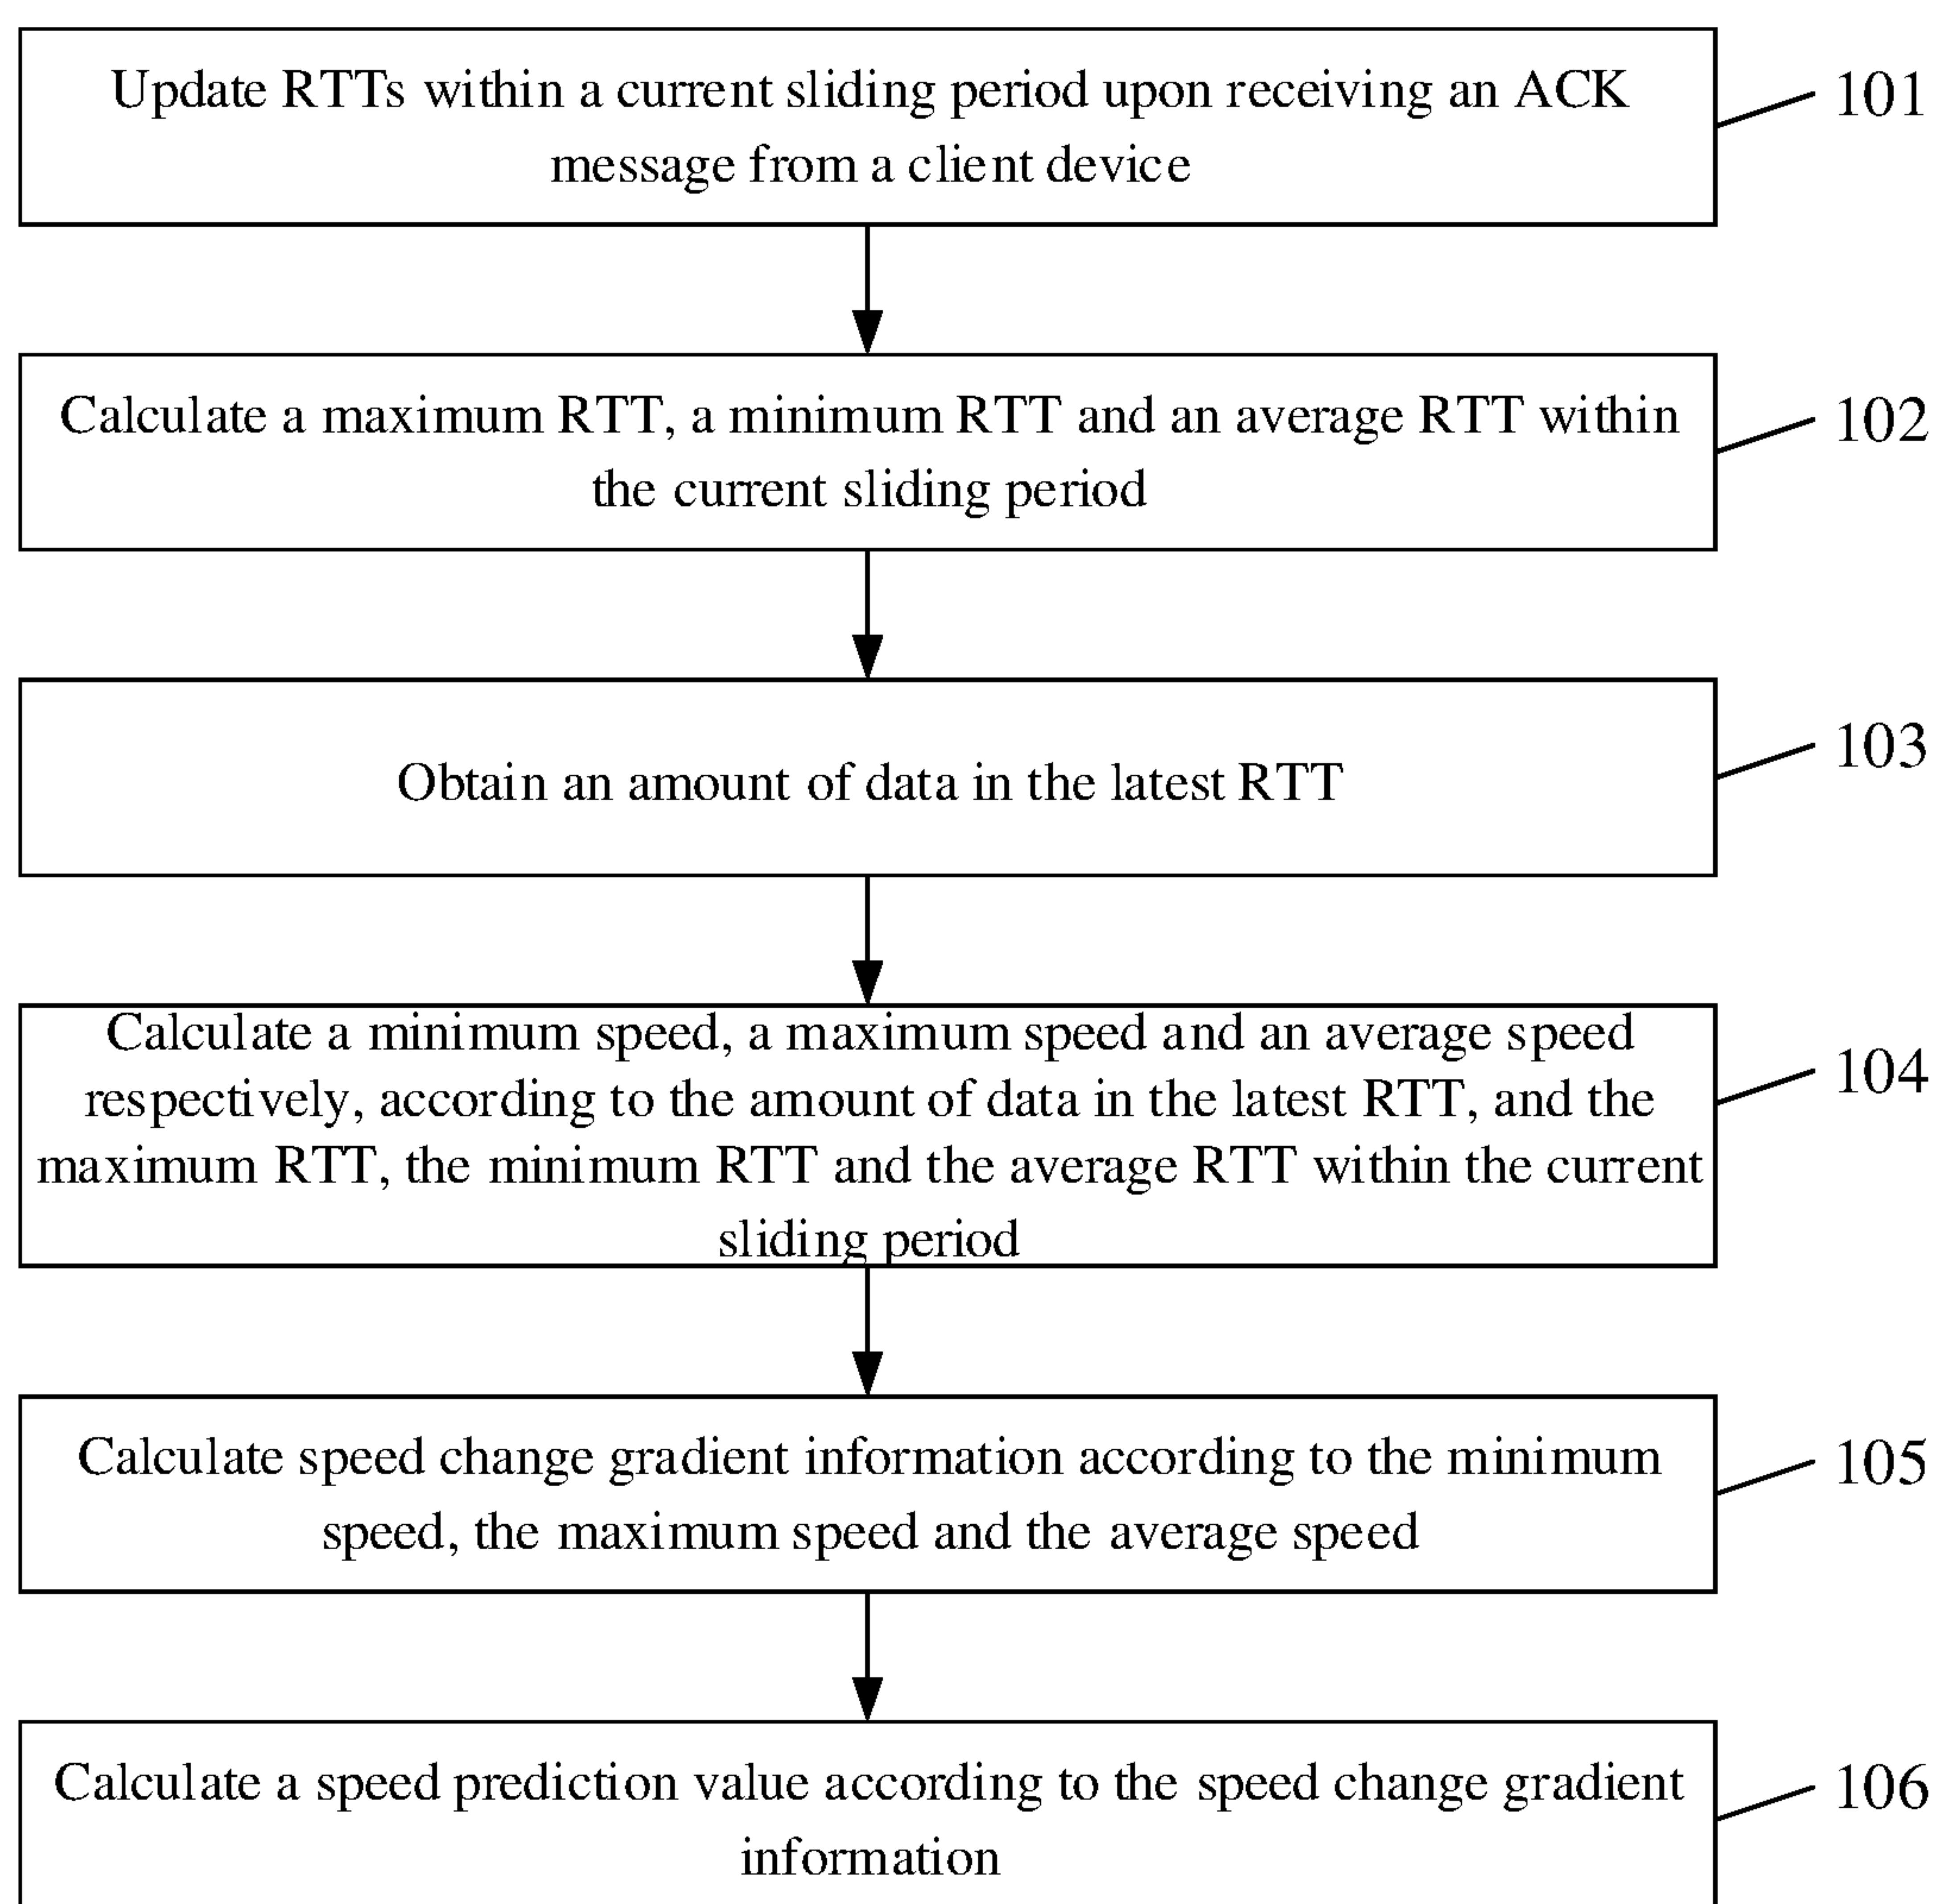 Update RTTs within a current sliding period upon receiving an ACK
message from a client device
101
Calculate a maximum RTT, a minimum RTT and an average RTT within
the current sliding period
102
Obtain an amount of data in the latest RTT
103
Calculate a minimum speed, a maximum speed and an average speed
respectively, according to the amount of data in the latest RTT, and the
maximum RTT, the minimum RTT and the average RTT within the current
sliding period
104
Calculate speed change gradient information according to the minimum
speed, the maximum speed and the average speed
105
Calculate a speed prediction value according to the speed change gradient
information
106